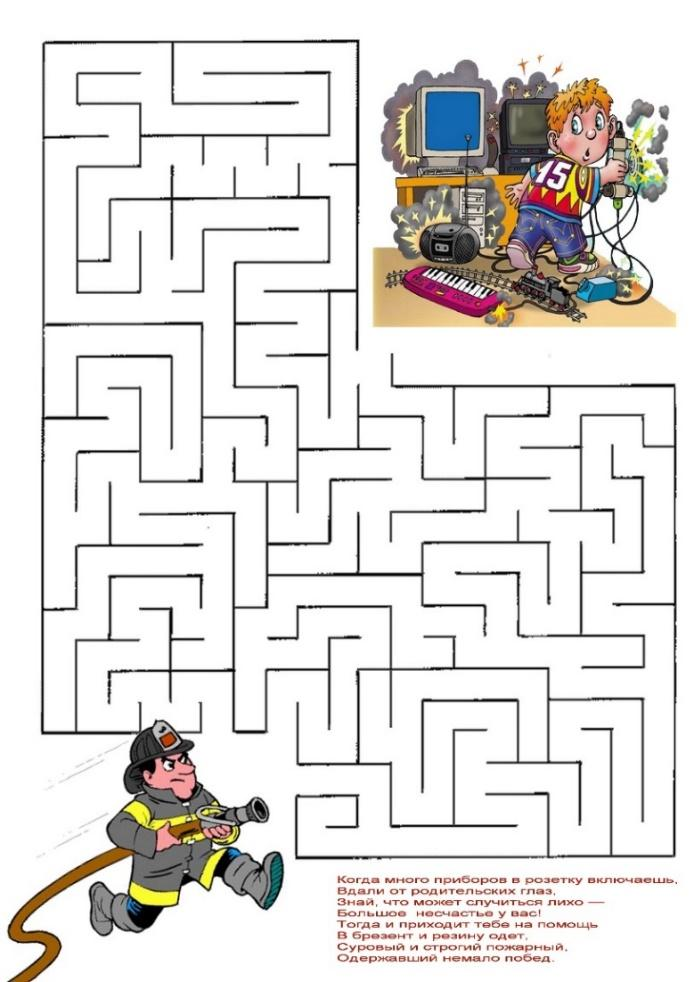 15
Когда много приборов в розетку включаешь,
Вдали от родительских глаз,
Знай, что может случиться лихо —
Большое несчастье у вас!
Тогда и приходит тебе на помощь
В брезент и резину одет,
Суровый и строгий пожарный,
Одержавший немало побед.